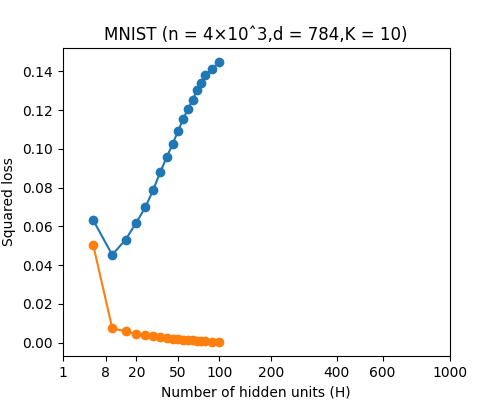 MNIST (n = 4×10ˆ3,d = 784,K = 10)
0.14
0.12
0.10
0.08
0.06
0.04
0.02
0.00
Squared loss
1 8 20 50 100 200 400 600 1000
Number of hidden units (H)